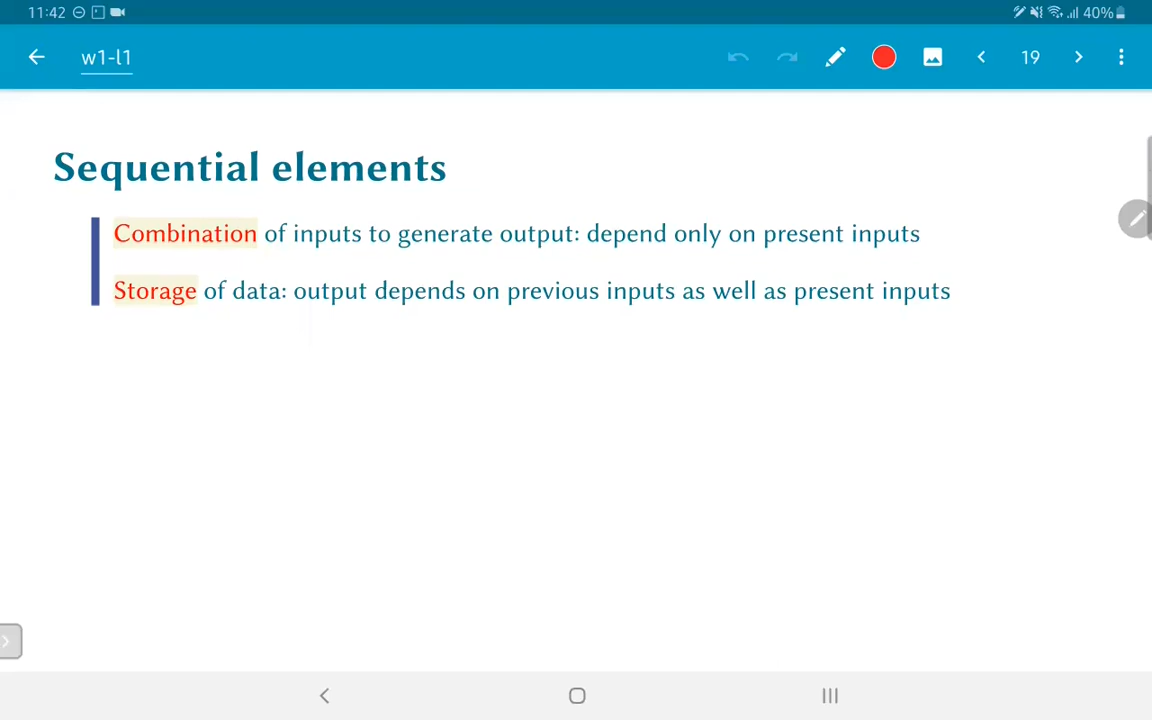 11:42 40%
w1-l1 19
Sequential elements
Combination of inputs to generate output: depend only on present inputs
Storage of data: output depends on previous inputs as well as present inputs